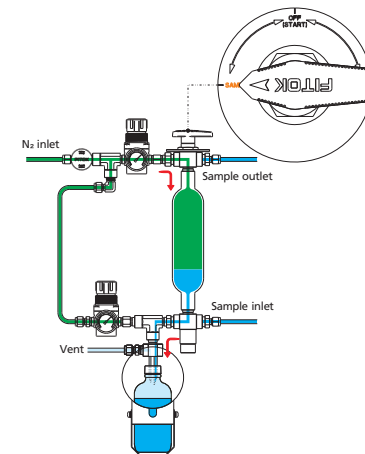 OFF
(START)
SAM
FITOK
N₂ inlet
Sample outlet
Sample inlet
Vent